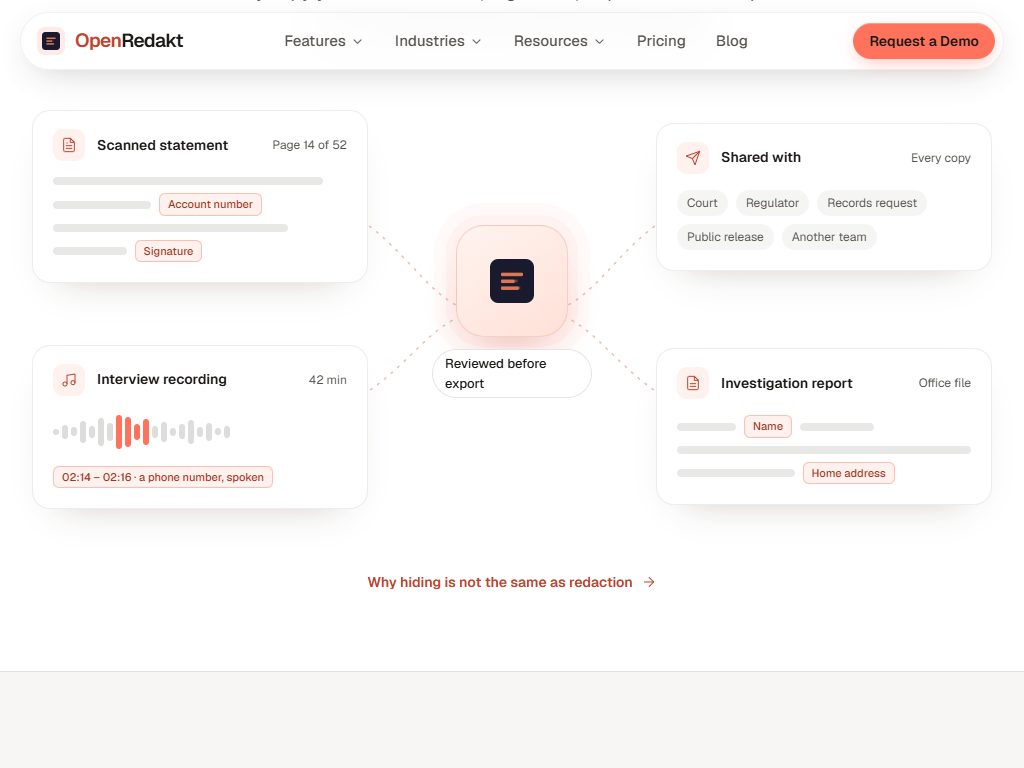 OpenRedakt
Features
Industries
Resources
Pricing
Blog
Request a Demo
Scanned statement
Page 14 of 52
Account number
Signature
Shared with
Every copy
Court
Regulator
Records request
Public release
Another team
Reviewed before
export
Interview recording
42 min
02:14 – 02:16 · a phone number, spoken
Investigation report
Office file
Name
Home address
Why hiding is not the same as redaction →